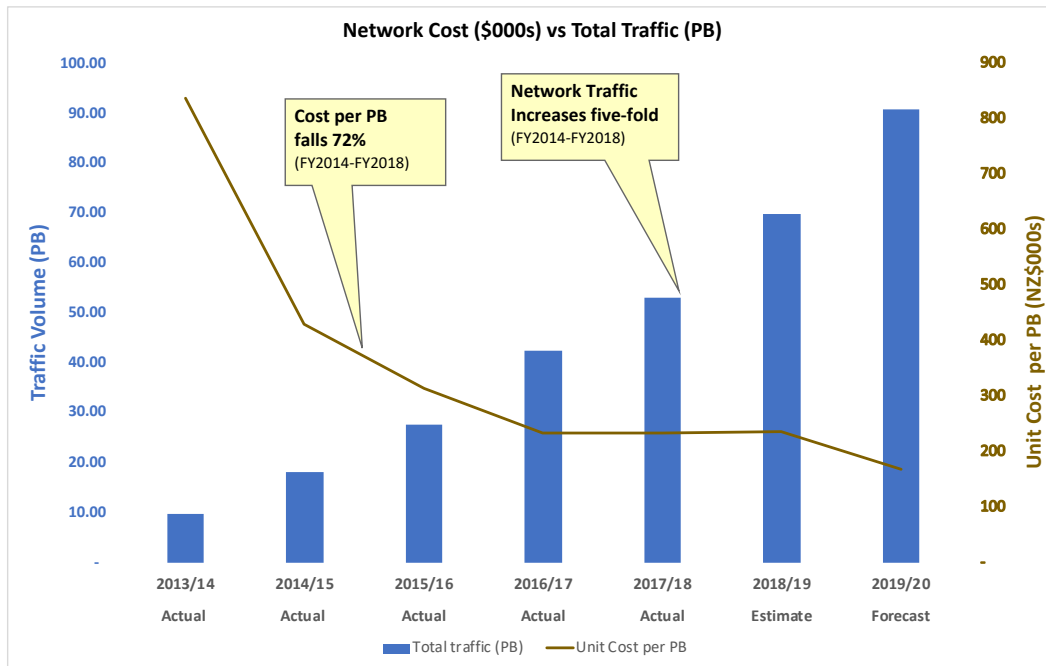 Network Cost ($000s) vs Total Traffic (PB)
Traffic Volume (PB)
100.00
90.00
80.00
70.00
60.00
50.00
40.00
30.00
20.00
10.00
-
Cost per PB
falls 72%
(FY2014-FY2018)
Network Traffic
Increases five-fold
(FY2014-FY2018)
900
800
700
600
500
400
300
200
100
-
Unit Cost per PB (NZ$000s)
2013/14 2014/15 2015/16 2016/17 2017/18 2018/19 2019/20
Actual Actual Actual Actual Actual Estimate Forecast
Total traffic (PB) Unit Cost per PB